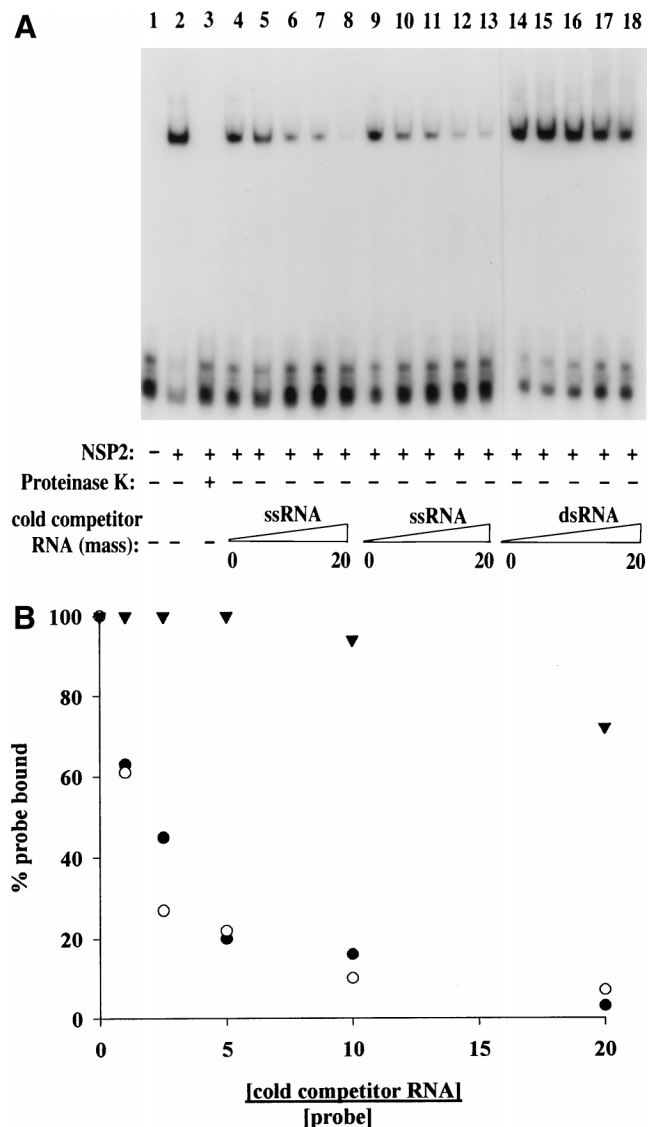 A
1 2 3 4 5 6 7 8 9 10 11 12 13 14 15 16 17 18
NSP2: – + + + + + + + + + + + + + + + + +
Proteinase K: – – + – – – – – – – – – – – – – – –
cold competitor
RNA (mass): – – –
ssRNA ssRNA dsRNA
0 20 0 20 0 20
B
100
80
60
40
20
0
% probe bound
0 5 10 15 20
[cold competitor RNA]
[probe]